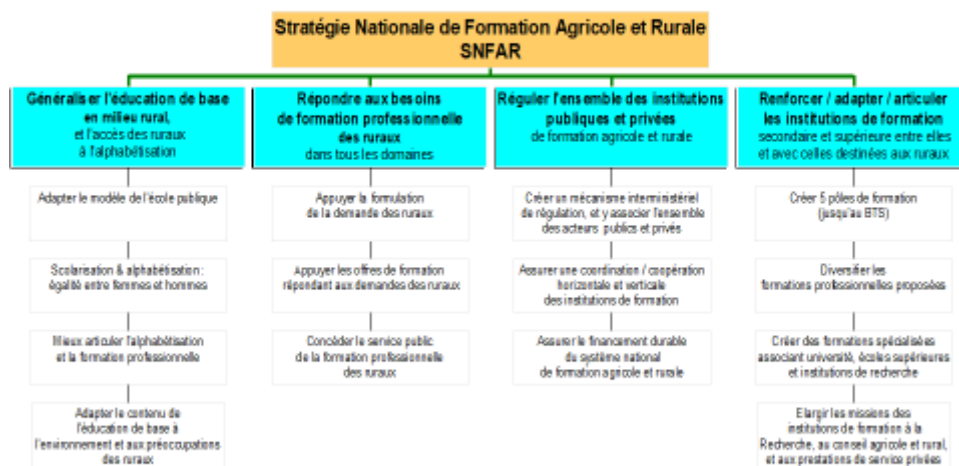 Stratégie Nationale de Formation Agricole et Rurale
SNFAR
Généraliser l'éducation de base
en milieu rural,
et l'accès des ruraux
à l'alphabétisation
Adapter le modèle de l'école publique
Scolarisation & alphabétisation :
égalité entre femmes et hommes
Mieux articuler l'alphabétisation
et la formation professionnelle
Adapter le contenu de
l'éducation de base à
l'environnement et aux préoccupations
des ruraux
Répondre aux besoins
de formation professionnelle
des ruraux
dans tous les domaines
Appuyer la formulation
de la demande des ruraux
Appuyer les offres de formation
répondant aux demandes des ruraux
Concéder le service public
de la formation professionnelle
des ruraux
Réguler l'ensemble des institutions
publiques et privées
de formation agricole et rurale
Créer un mécanisme interministériel
de régulation, et y associer l'ensemble
des acteurs publics et privés
Assurer une coordination / coopération
horizontale et verticale
des institutions de formation
Assurer le financement durable
du système national
de formation agricole et rurale
Renforcer / adapter / articuler
les institutions de formation
secondaire et supérieure entre elles
et avec celles destinées aux ruraux
Créer 5 pôles de formation
(jusqu'au BTS)
Diversifier les
formations professionnelles proposées
Créer des formations spécialisées
associant université, écoles supérieures
et institutions de recherche
Elargir les missions des
institutions de formation à la
Recherche, au conseil agricole et rural,
et aux prestations de service privées